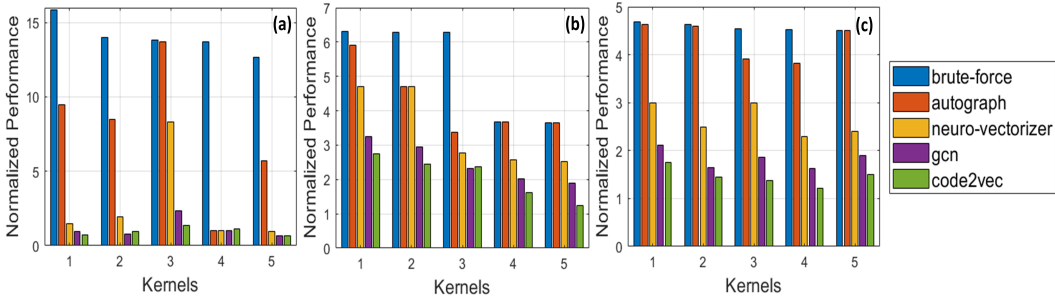 Normalized Performance
15
10
5
0
(a)
1 2 3 4 5
Kernels
Normalized Performance
7
6
5
4
3
2
1
0
(b)
1 2 3 4 5
Kernels
Normalized Performance
5
4
3
2
1
0
(c)
1 2 3 4 5
Kernels
brute-force
autograph
neuro-vectorizer
gcn
code2vec